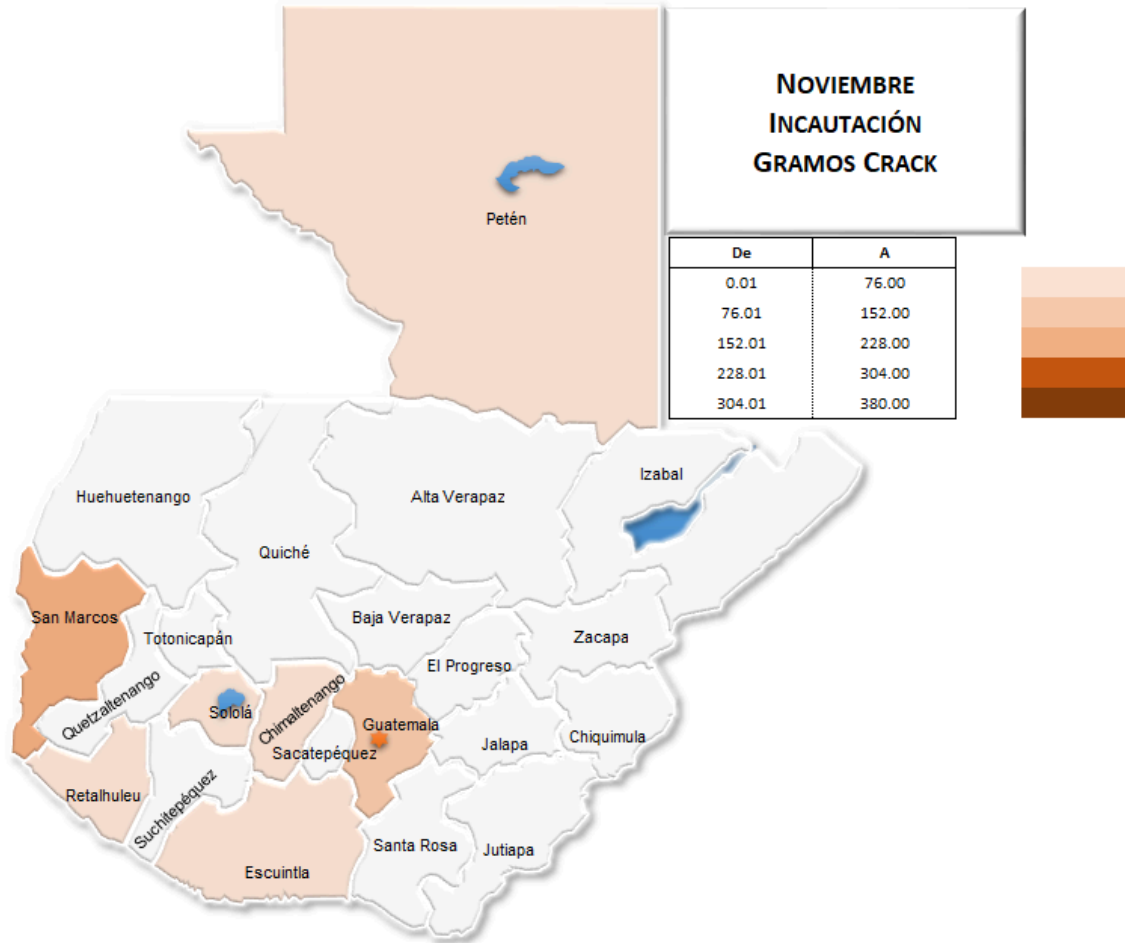 NOVIEMBRE
INCAUTACIÓN
GRAMOS CRACK
Petén
De A
0.01 76.00
76.01 152.00
152.01 228.00
228.01 304.00
304.01 380.00
Izabal
Huehuetenango
Alta Verapaz
Quiché
San Marcos
Baja Verapaz
Totonicapán
Zacapa
El Progreso
Quetzaltenango
Sololá
Chimaltenango
Guatemala
Sacatepéquez
Jalapa
Chiquimula
Retalhuleu
Suchitepéquez
Santa Rosa
Jutiapa
Escuintla